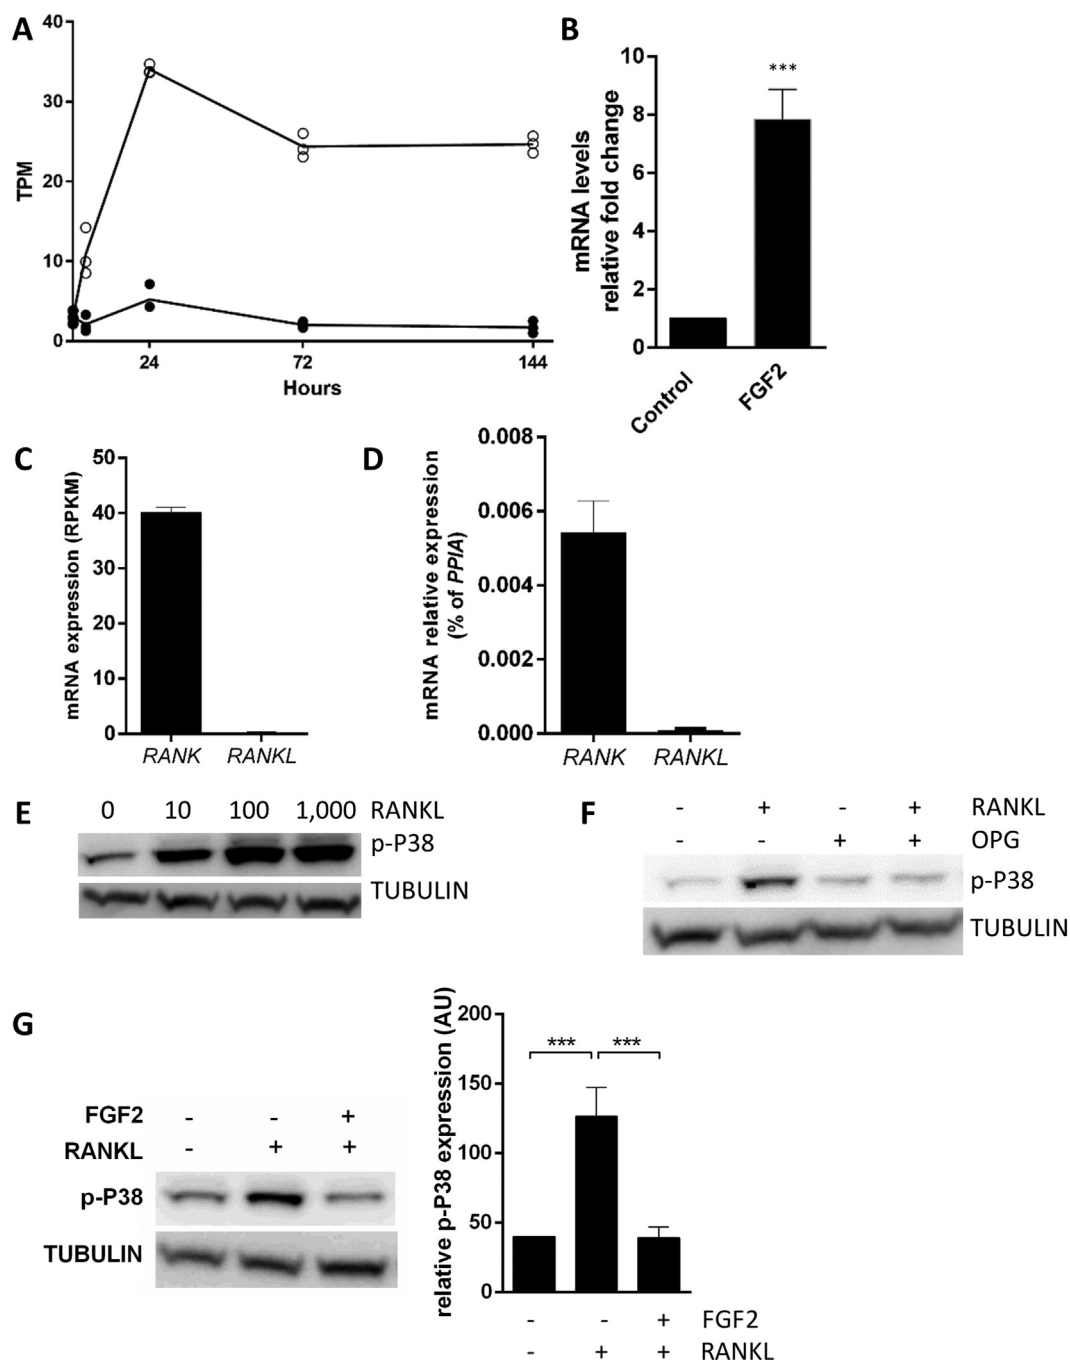 A
TPM
40
30
20
10
0
24
72
144
Hours
B
mRNA levels
relative fold change
10
8
6
4
2
0
***
Control
FGF2
C
mRNA expression (RPKM)
50
40
30
20
10
0
RANK
RANKL
D
mRNA relative expression
(% of PPIA)
0.008
0.006
0.004
0.002
0.000
RANK
RANKL
E
0 10 100 1,000 RANKL
p-P38
TUBULIN
F
- + - + RANKL
- - + + OPG
p-P38
TUBULIN
G
FGF2 - - +
RANKL - + +
p-P38
TUBULIN
relative p-P38 expression (AU)
200
150
100
50
0
*** ***
- - + FGF2
- + + RANKL